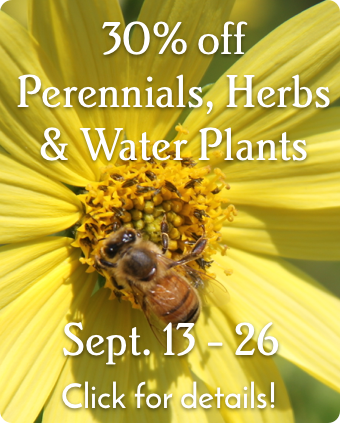 30% off
Perennials, Herbs
& Water Plants
Sept. 13 - 26
Click for details!